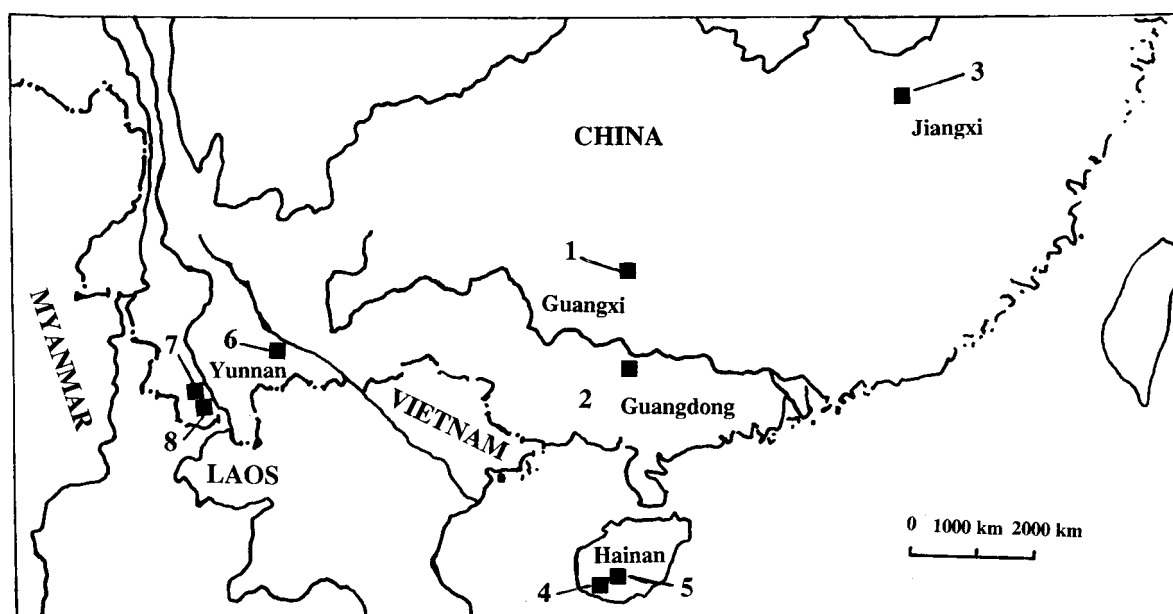 3
Jiangxi
CHINA
1
Guangxi
MYANMAR
6
Yunnan
7
2
Guangdong
VIETNAM
8
LAOS
0 1000 km 2000 km
Hainan
4
5